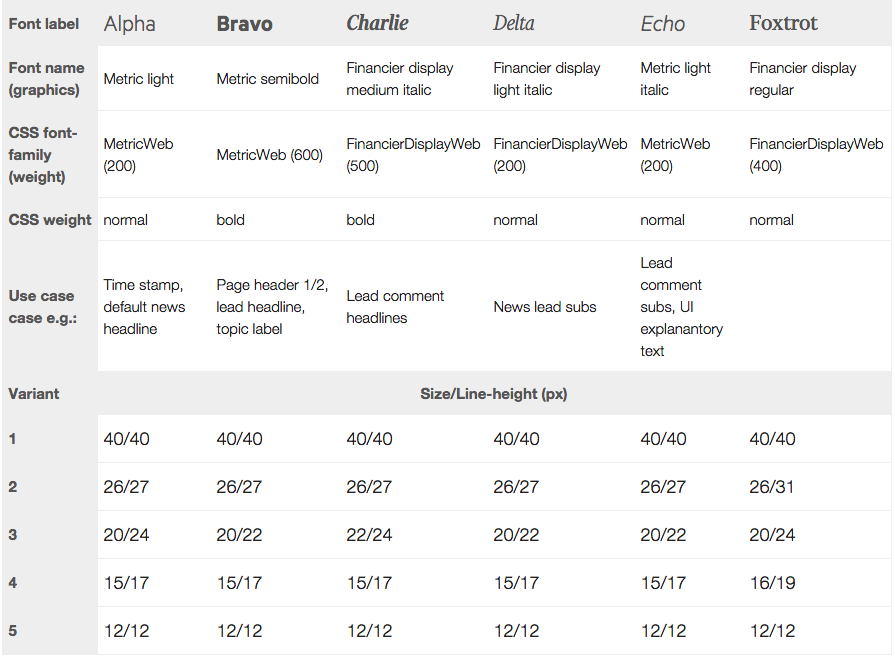 Font label Alpha Bravo Charlie Delta Echo Foxtrot
Font name (graphics)
Metric light
Metric semibold
Financier display medium italic
Financier display light italic
Metric light italic
Financier display regular
CSS font-family (weight)
MetricWeb (200)
MetricWeb (600)
FinancierDisplayWeb (500)
FinancierDisplayWeb (200)
MetricWeb (200)
FinancierDisplayWeb (400)
CSS weight normal bold bold normal normal normal
Use case case e.g.:
Time stamp, default news headline
Page header 1/2, lead headline, topic label
Lead comment headlines
News lead subs
Lead comment subs, UI explanantory text
Variant Size/Line-height (px)
1 40/40 40/40 40/40 40/40 40/40 40/40
2 26/27 26/27 26/27 26/27 26/27 26/31
3 20/24 20/22 22/24 20/22 20/22 20/24
4 15/17 15/17 15/17 15/17 15/17 16/19
5 12/12 12/12 12/12 12/12 12/12 12/12